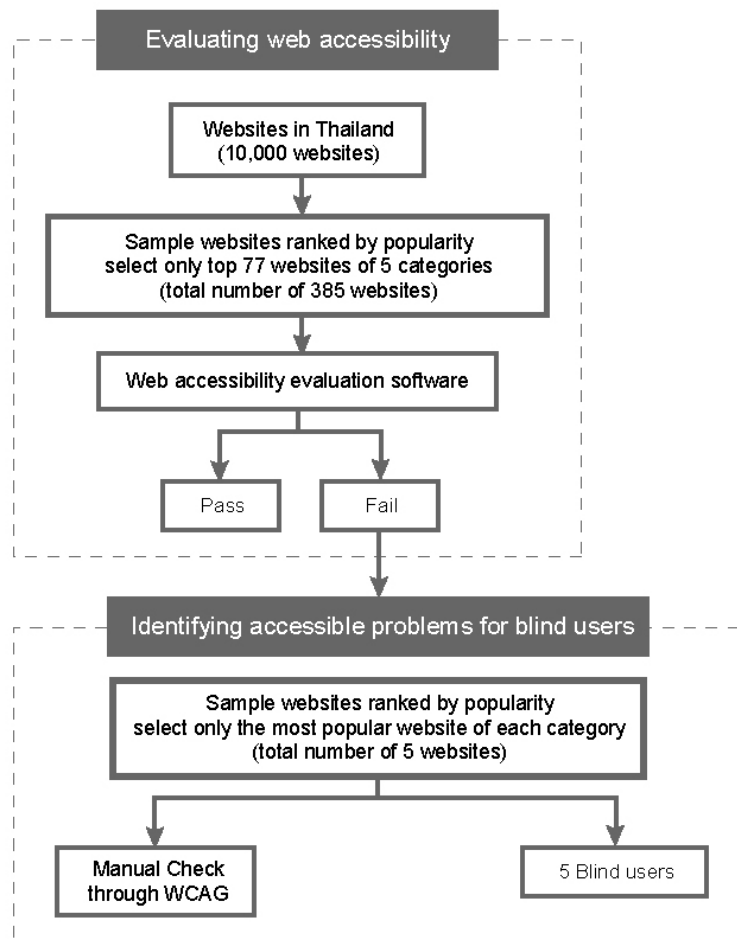 Evaluating web accessibility
Websites in Thailand
(10,000 websites)
Sample websites ranked by popularity
select only top 77 websites of 5 categories
(total number of 385 websites)
Web accessibility evaluation software
Pass
Fail
Identifying accessible problems for blind users
Sample websites ranked by popularity
select only the most popular website of each category
(total number of 5 websites)
Manual Check
through WCAG
5 Blind users